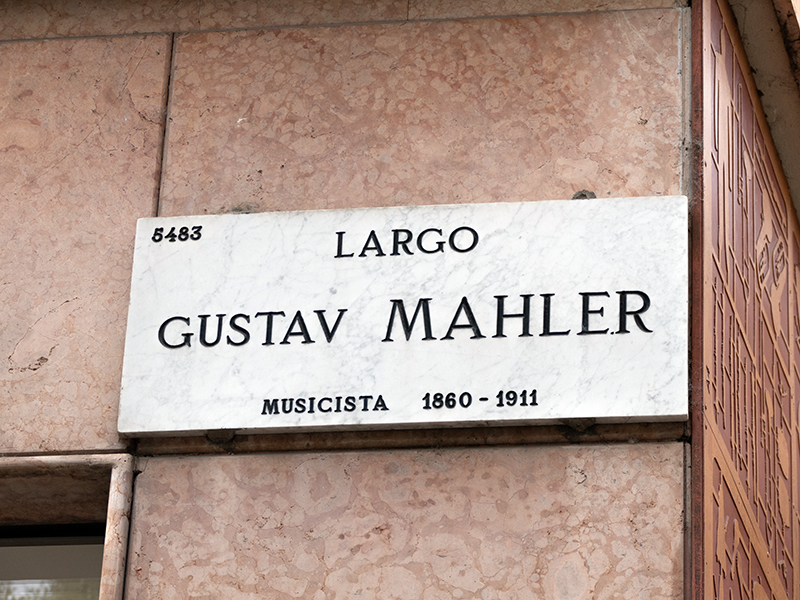 5483
LARGO
GUSTAV MAHLER
MUSICISTA 1860 - 1911